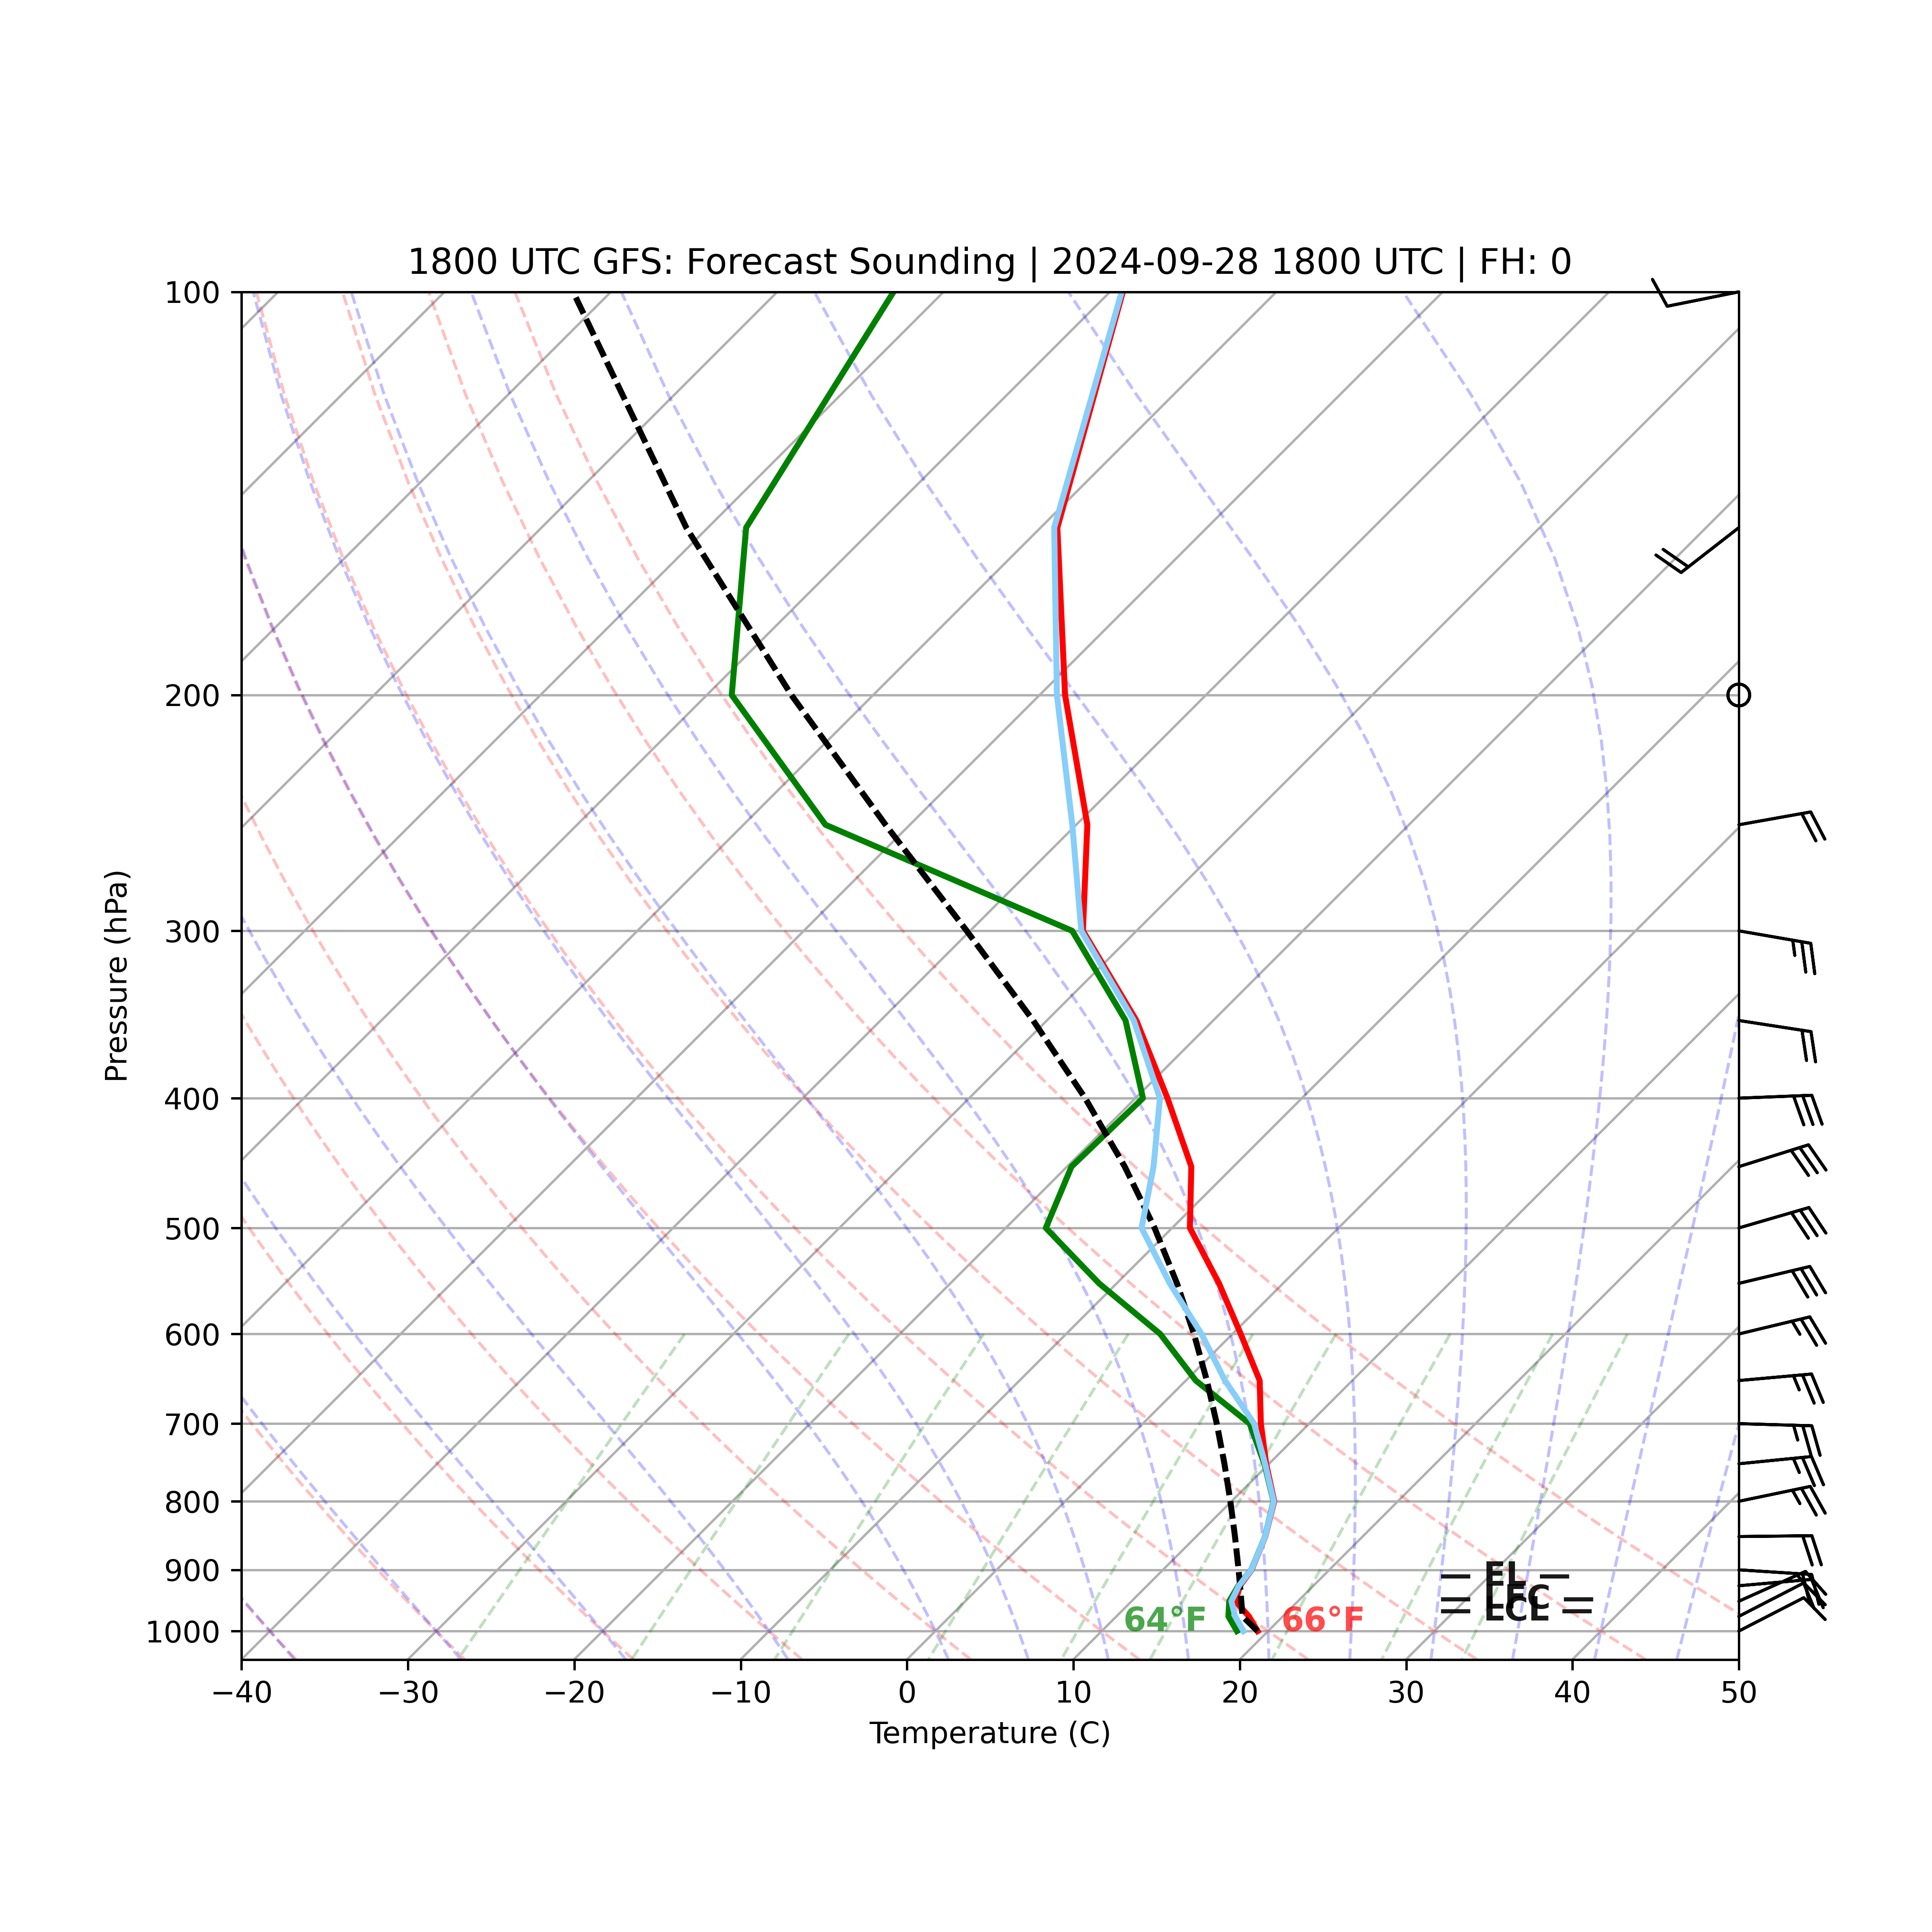 1800 UTC GFS: Forecast Sounding | 2024-09-28 1800 UTC | FH: 0
100
200
300
400
500
600
700
800
900
1000
Pressure (hPa)
— EL —
— LFC —
— LCL —
64°F
66°F
−40 −30 −20 −10 0 10 20 30 40 50
Temperature (C)